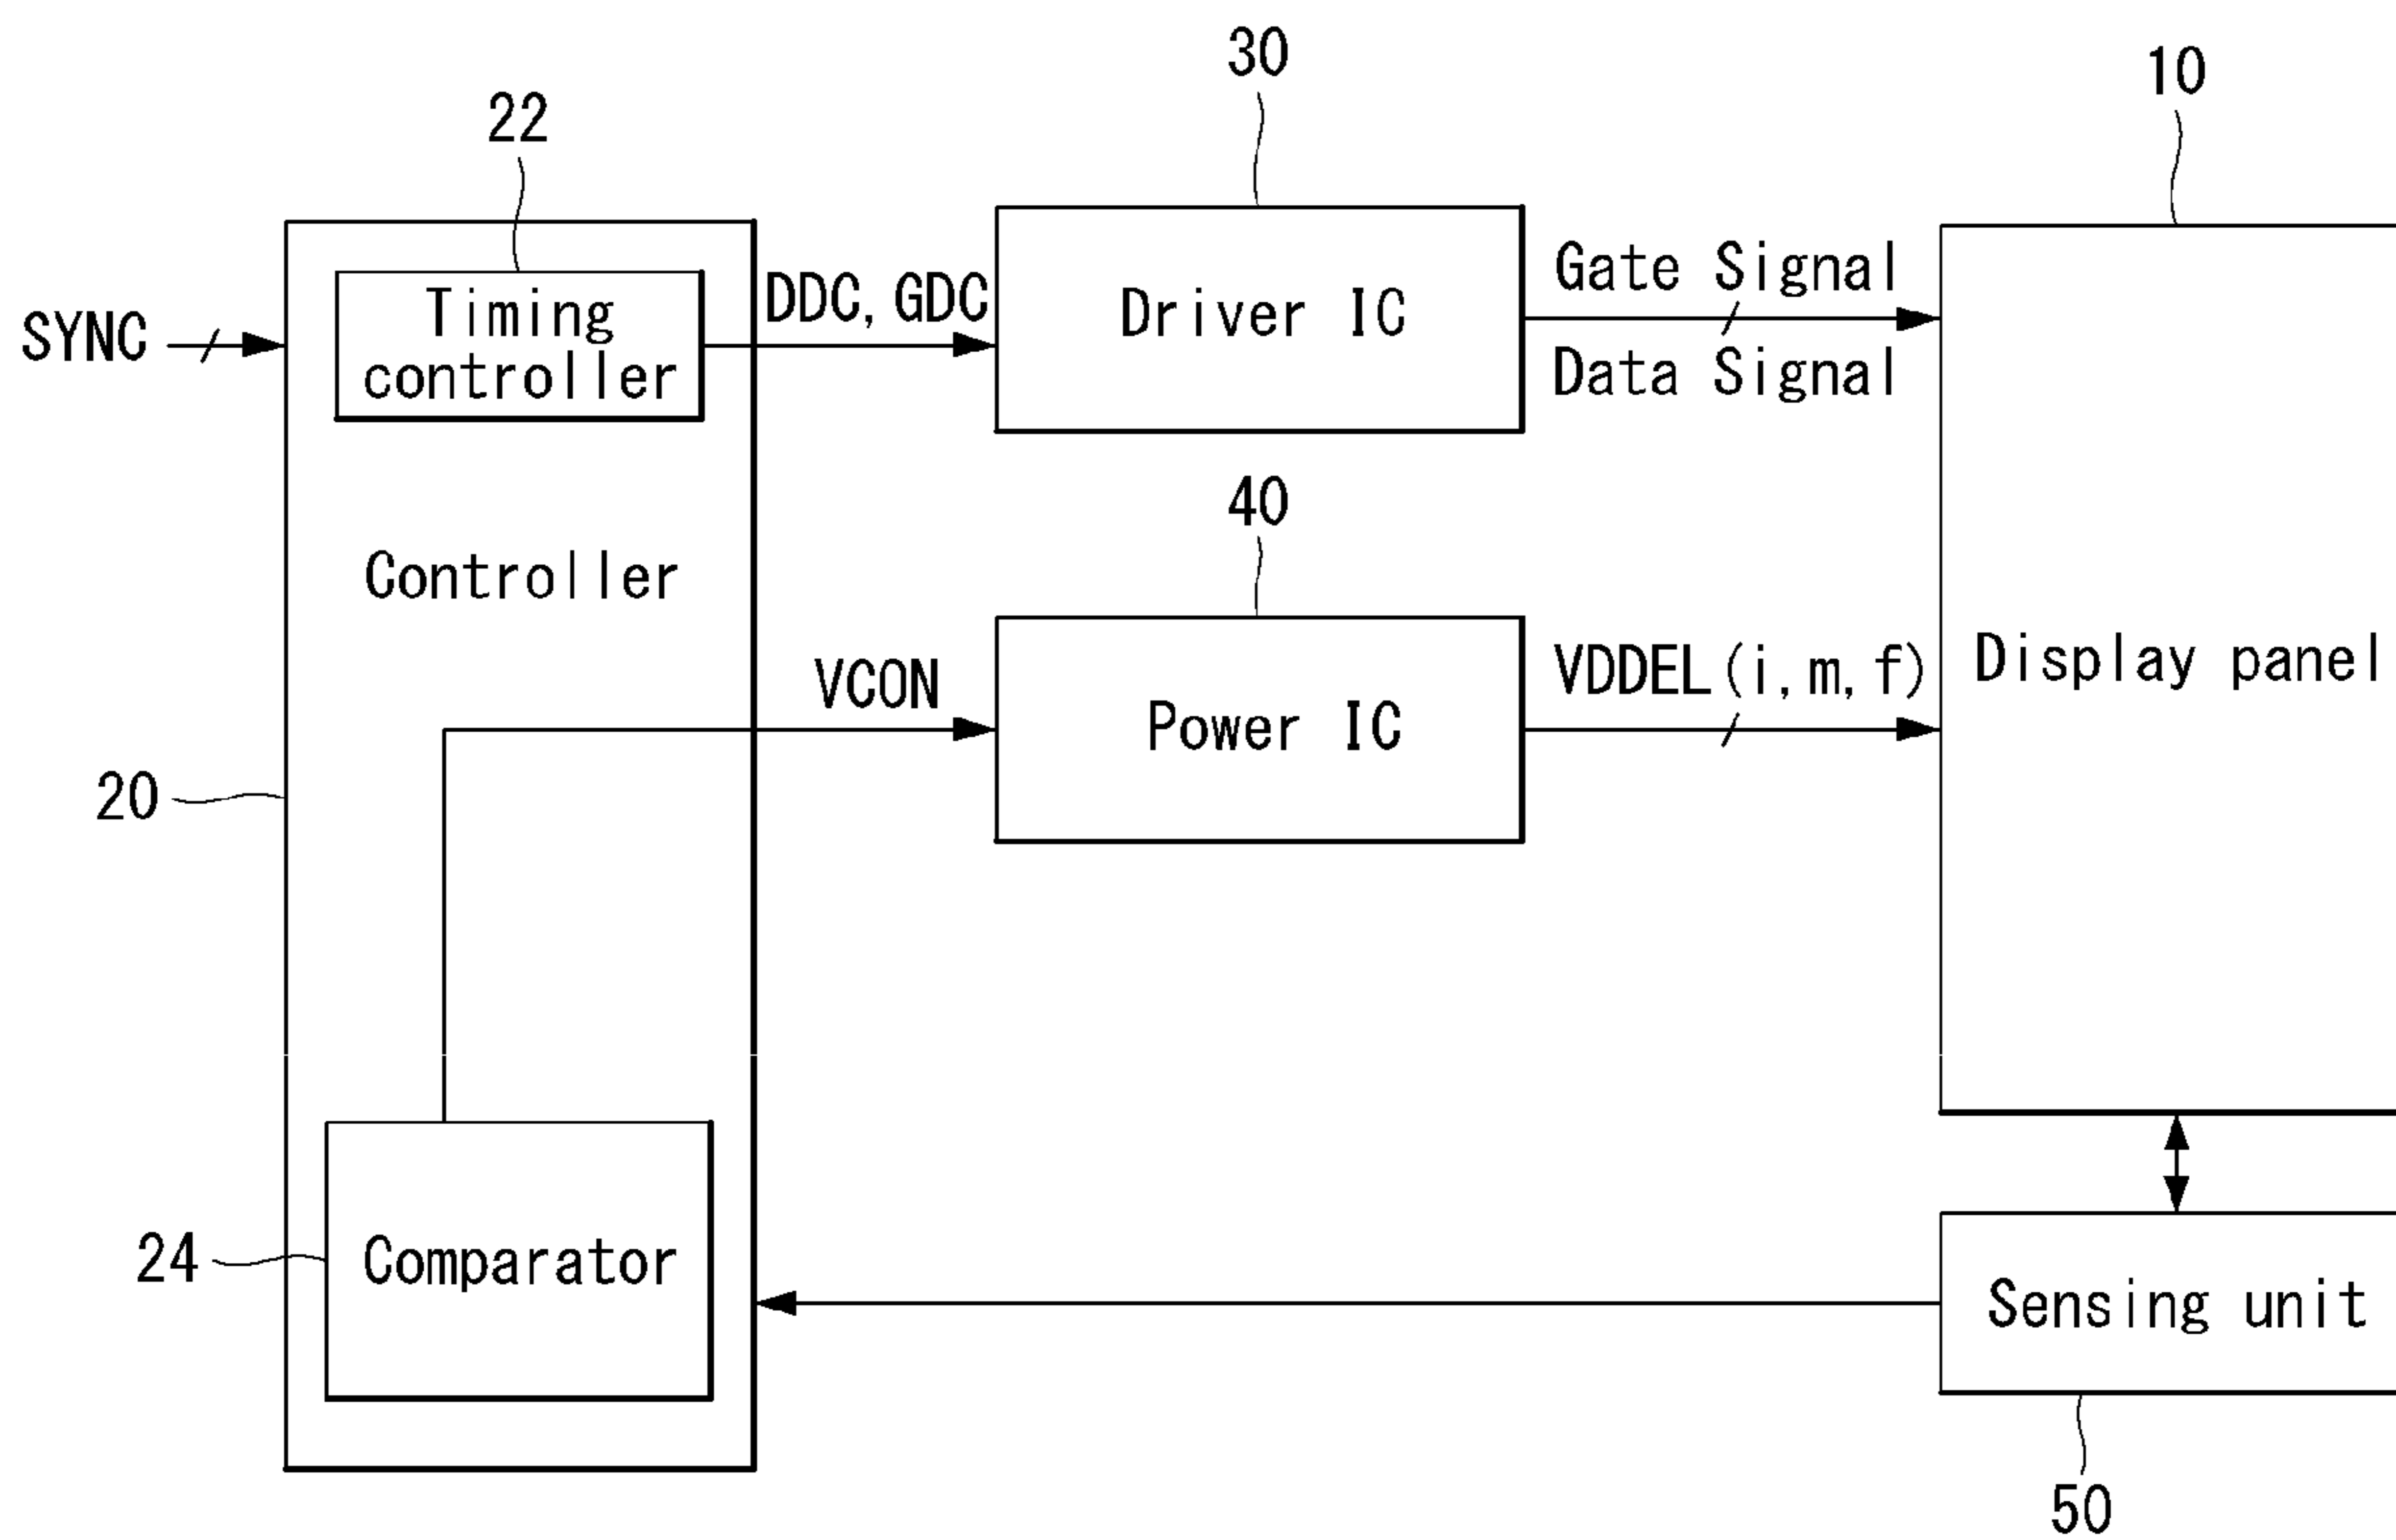 30
10
22
SYNC
Timing
controller
DDC, GDC
Driver IC
Gate Signal
Data Signal
40
Controller
VCON
Power IC
VDDEL(i, m, f)
Display panel
20
24
Comparator
Sensing unit
50